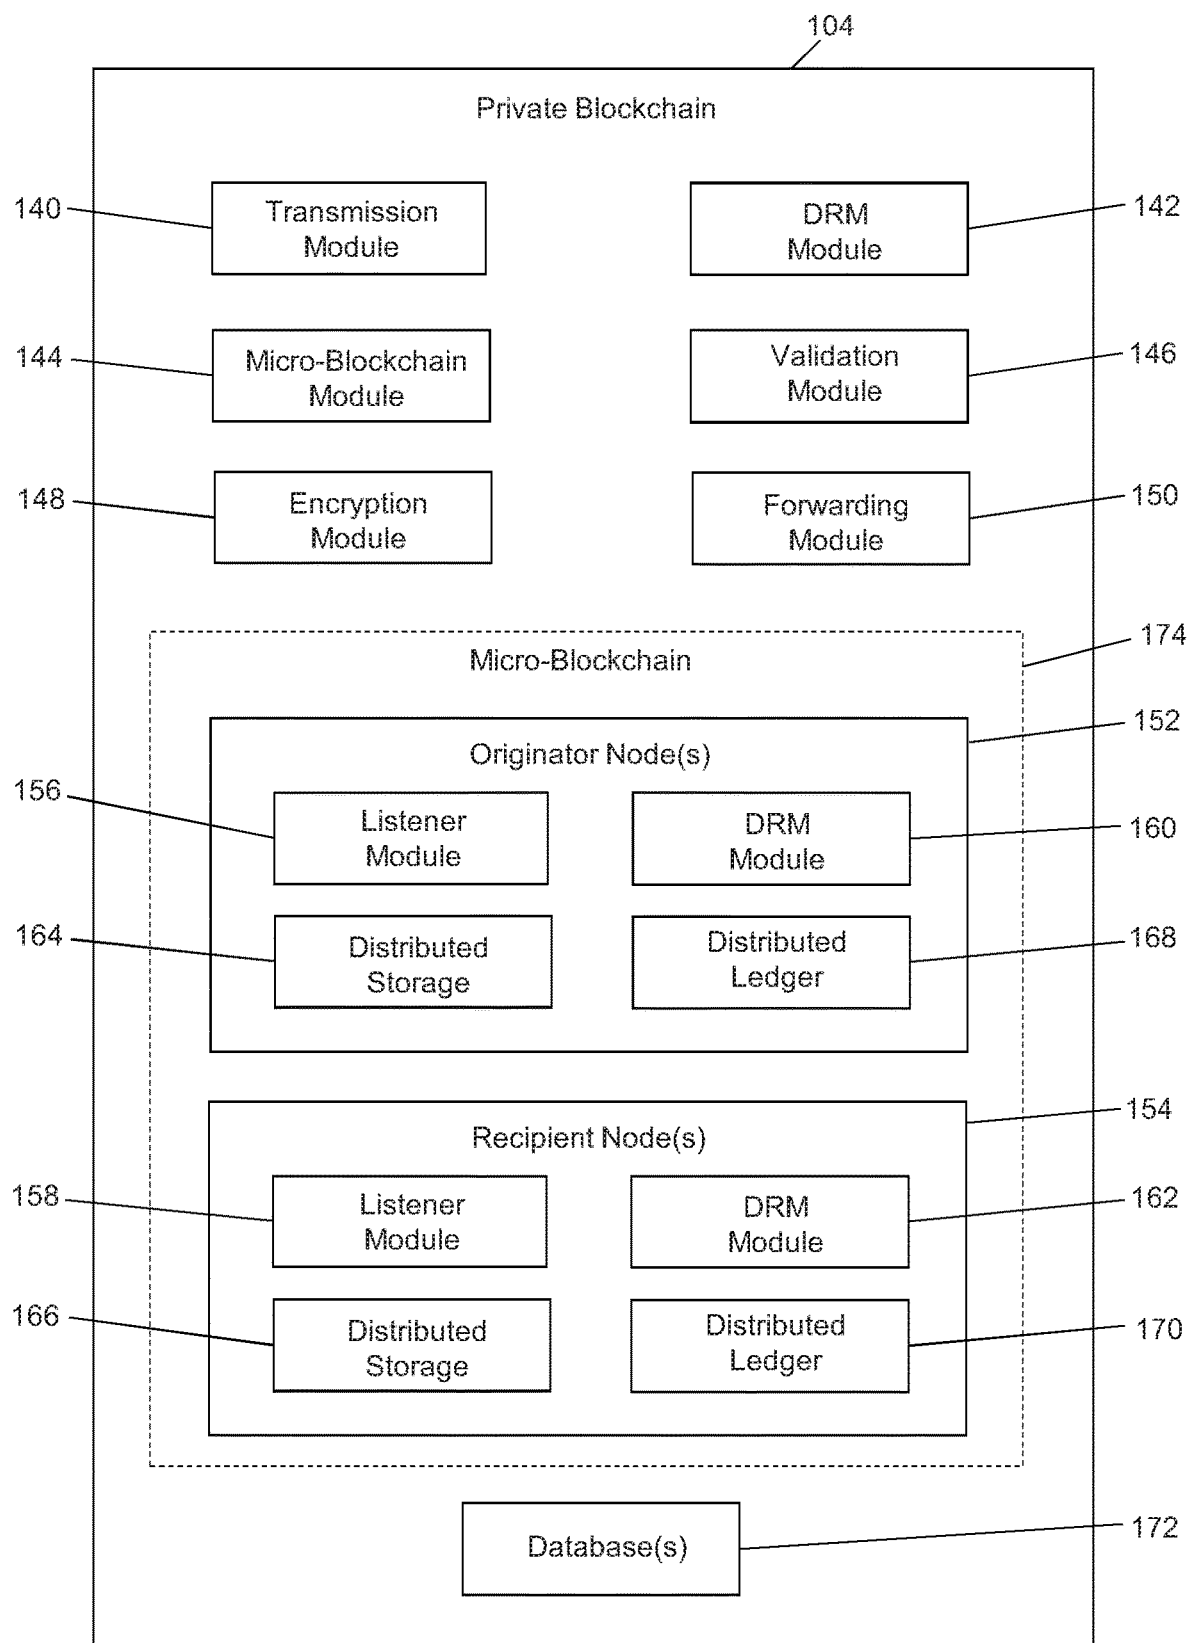 104
Private Blockchain
140
Transmission
Module
DRM
Module
142
144
Micro-Blockchain
Module
Validation
Module
146
148
Encryption
Module
Forwarding
Module
150
174
Micro-Blockchain
152
Originator Node(s)
156
Listener
Module
DRM
Module
160
164
Distributed
Storage
Distributed
Ledger
168
154
Recipient Node(s)
158
Listener
Module
DRM
Module
162
166
Distributed
Storage
Distributed
Ledger
170
Database(s)
172